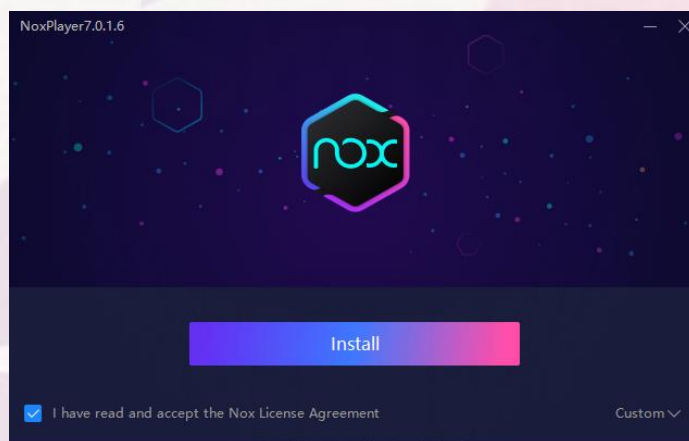 NoxPlayer7.0.1.6
nox
Install
I have read and accept the Nox License Agreement
Custom